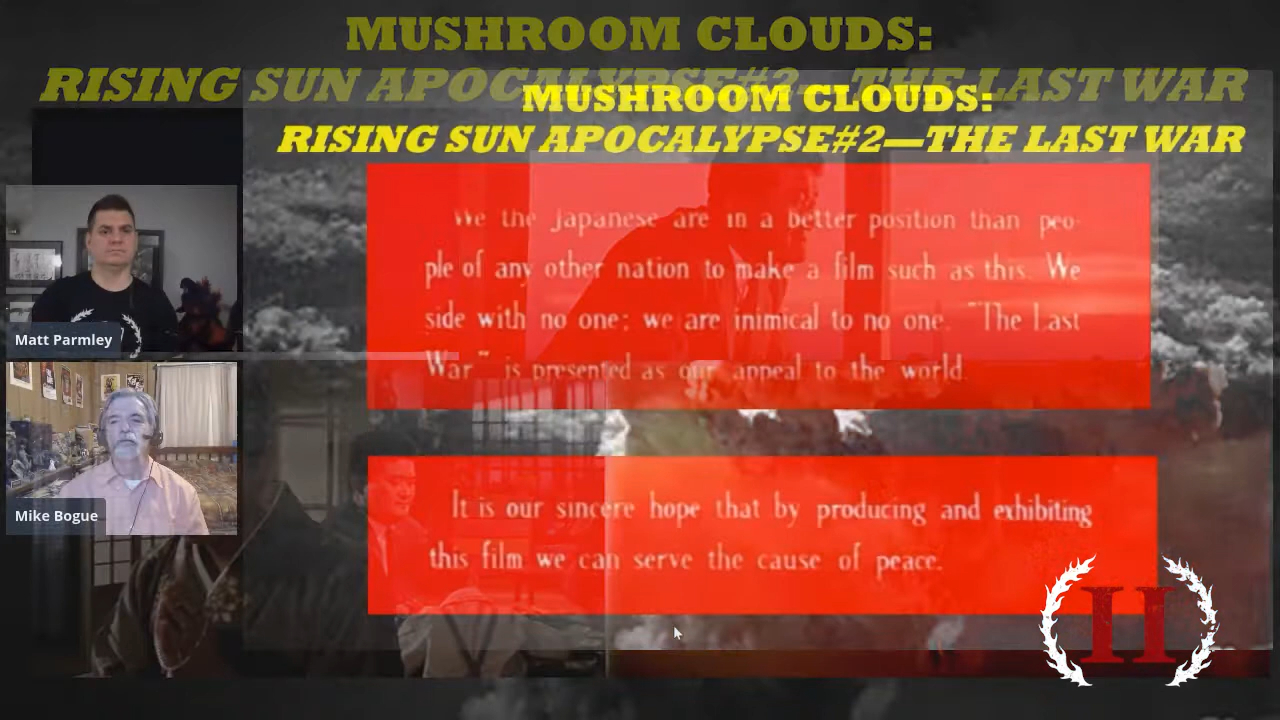 MUSHROOM CLOUDS:
RISING SUN APOCALYPSE#2—THE LAST WAR
MUSHROOM CLOUDS:
RISING SUN APOCALYPSE#2—THE LAST WAR
We the Japanese are in a better position than peo-
ple of any other nation to make a film such as this. We
side with no one; we are inimical to no one. "The Last
War" is presented as our appeal to the world.
It is our sincere hope that by producing and exhibiting
this film we can serve the cause of peace.
Matt Parmley
Mike Bogue
II